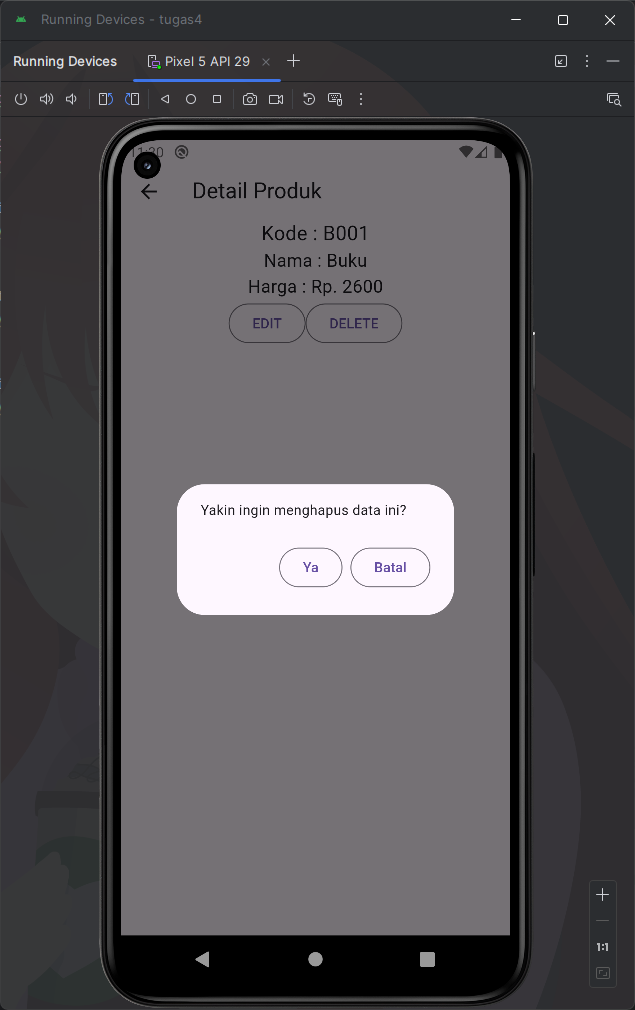 Running Devices - tugas4
Running Devices
Pixel 5 API 29
11:30
Detail Produk
Kode : B001
Nama : Buku
Harga : Rp. 2600
EDIT
DELETE
Yakin ingin menghapus data ini?
Ya
Batal
1:1